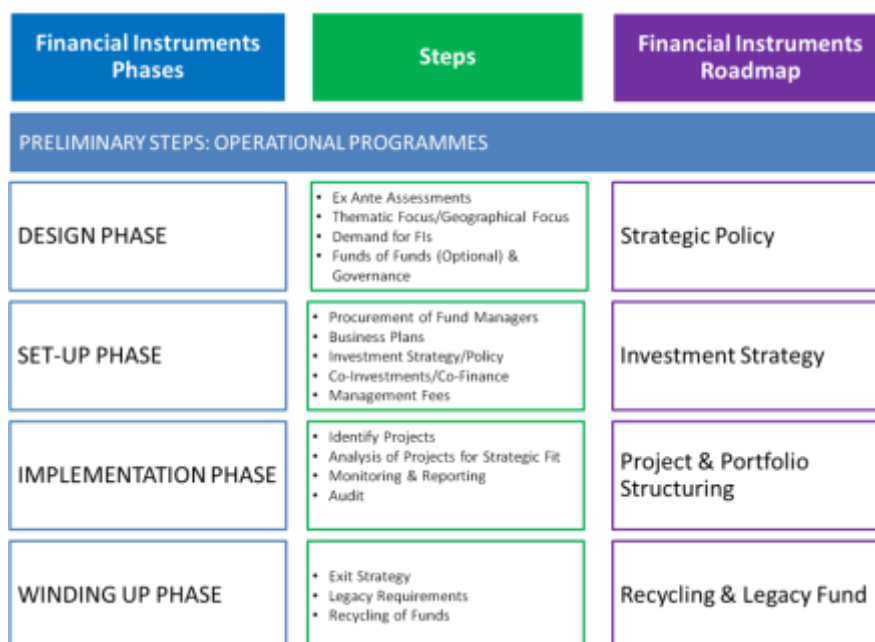 Financial Instruments
Phases
Steps
Financial Instruments
Roadmap
PRELIMINARY STEPS: OPERATIONAL PROGRAMMES
DESIGN PHASE
• Ex Ante Assessments
• Thematic Focus/Geographical Focus
• Demand for FIs
• Funds of Funds (Optional) &
Governance
Strategic Policy
SET-UP PHASE
• Procurement of Fund Managers
• Business Plans
• Investment Strategy/Policy
• Co-Investments/Co-Finance
• Management Fees
Investment Strategy
IMPLEMENTATION PHASE
• Identify Projects
• Analysis of Projects for Strategic Fit
• Monitoring & Reporting
• Audit
Project & Portfolio
Structuring
WINDING UP PHASE
• Exit Strategy
• Legacy Requirements
• Recycling of Funds
Recycling & Legacy Fund